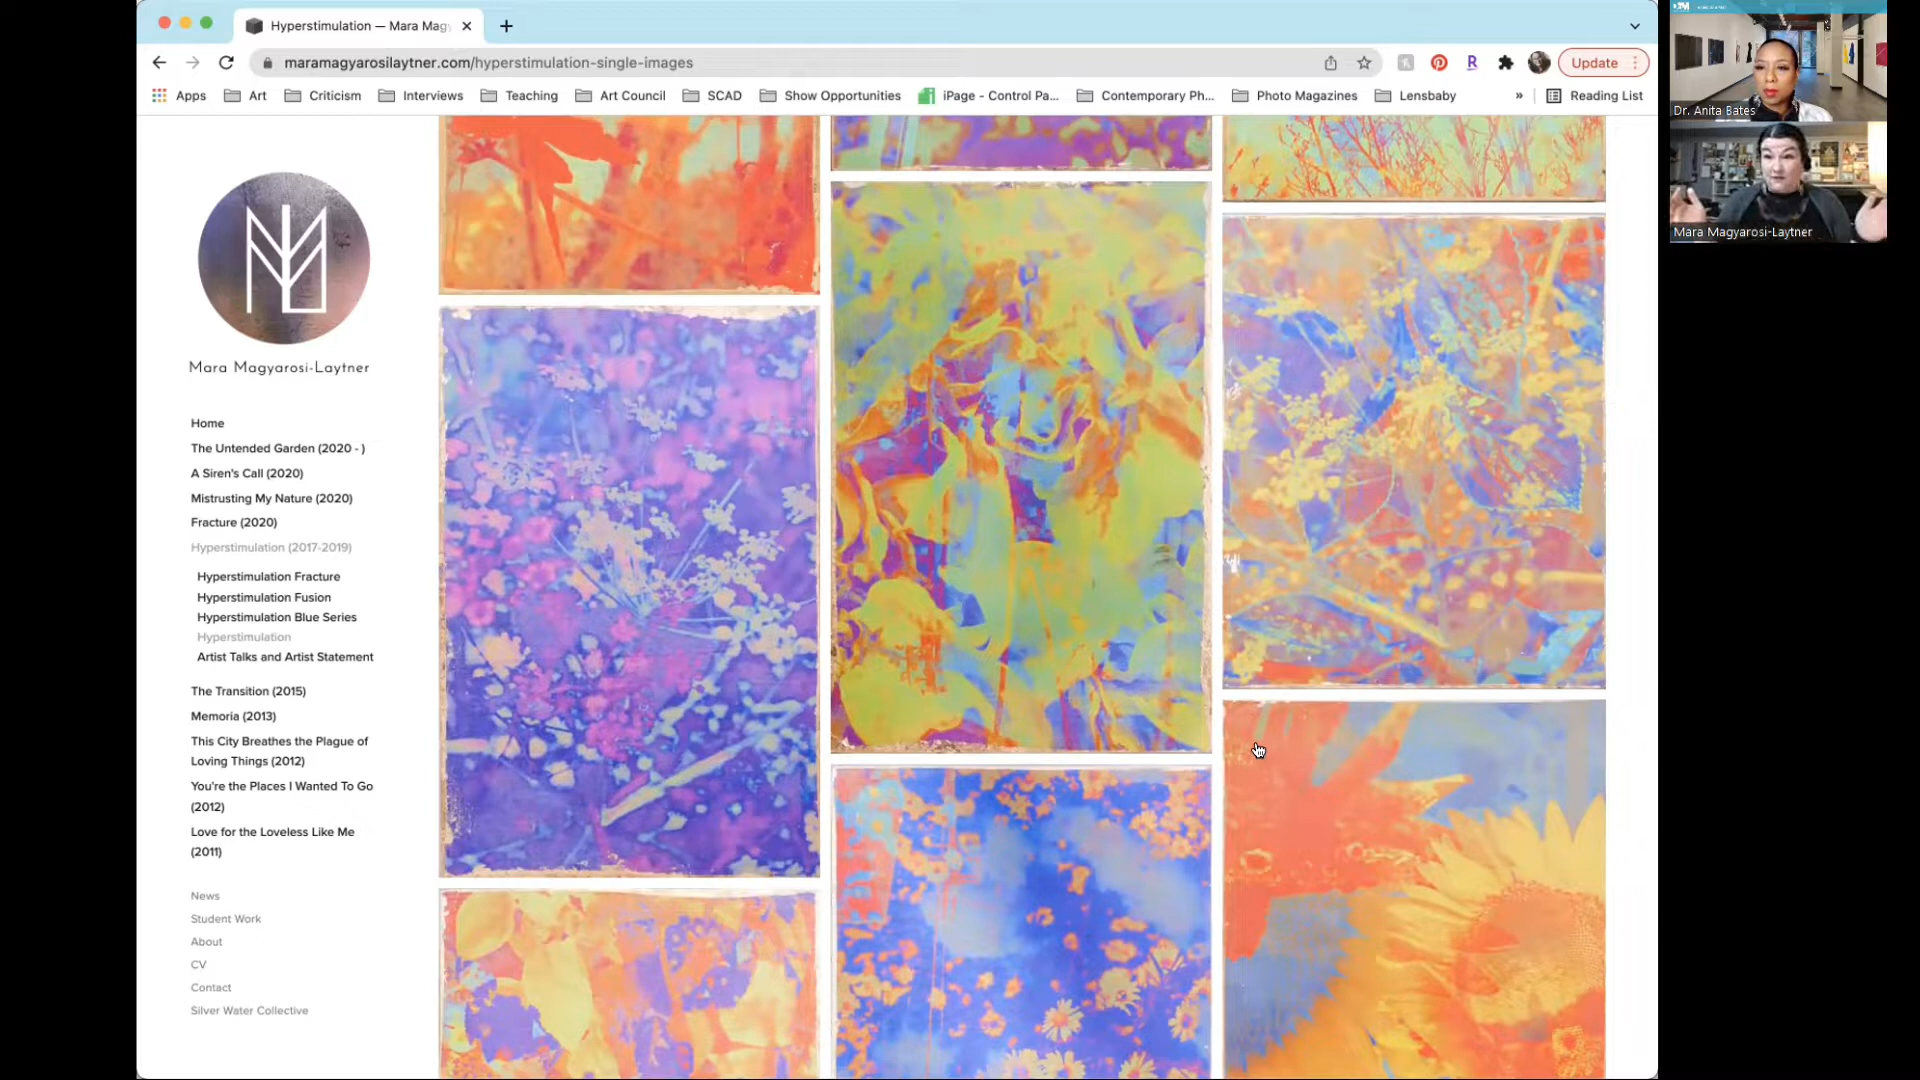 Hyperstimulation — Mara Mag
maramagyarosilaytner.com/hyperstimulation-single-images
Update
Apps
Art
Criticism
Interviews
Teaching
Art Council
SCAD
Show Opportunities
iPage - Control Pa...
Contemporary Ph...
Photo Magazines
Lensbaby
»
Reading List
Dr. Anita Bates
Mara Magyarosi-Laytner
Mara Magyarosi-Laytner
Home
The Untended Garden (2020 - )
A Siren's Call (2020)
Mistrusting My Nature (2020)
Fracture (2020)
Hyperstimulation (2017-2019)
Hyperstimulation Fracture
Hyperstimulation Fusion
Hyperstimulation Blue Series
Hyperstimulation
Artist Talks and Artist Statement
The Transition (2015)
Memoria (2013)
This City Breathes the Plague of
Loving Things (2012)
You're the Places I Wanted To Go
(2012)
Love for the Loveless Like Me
(2011)
News
Student Work
About
CV
Contact
Silver Water Collective